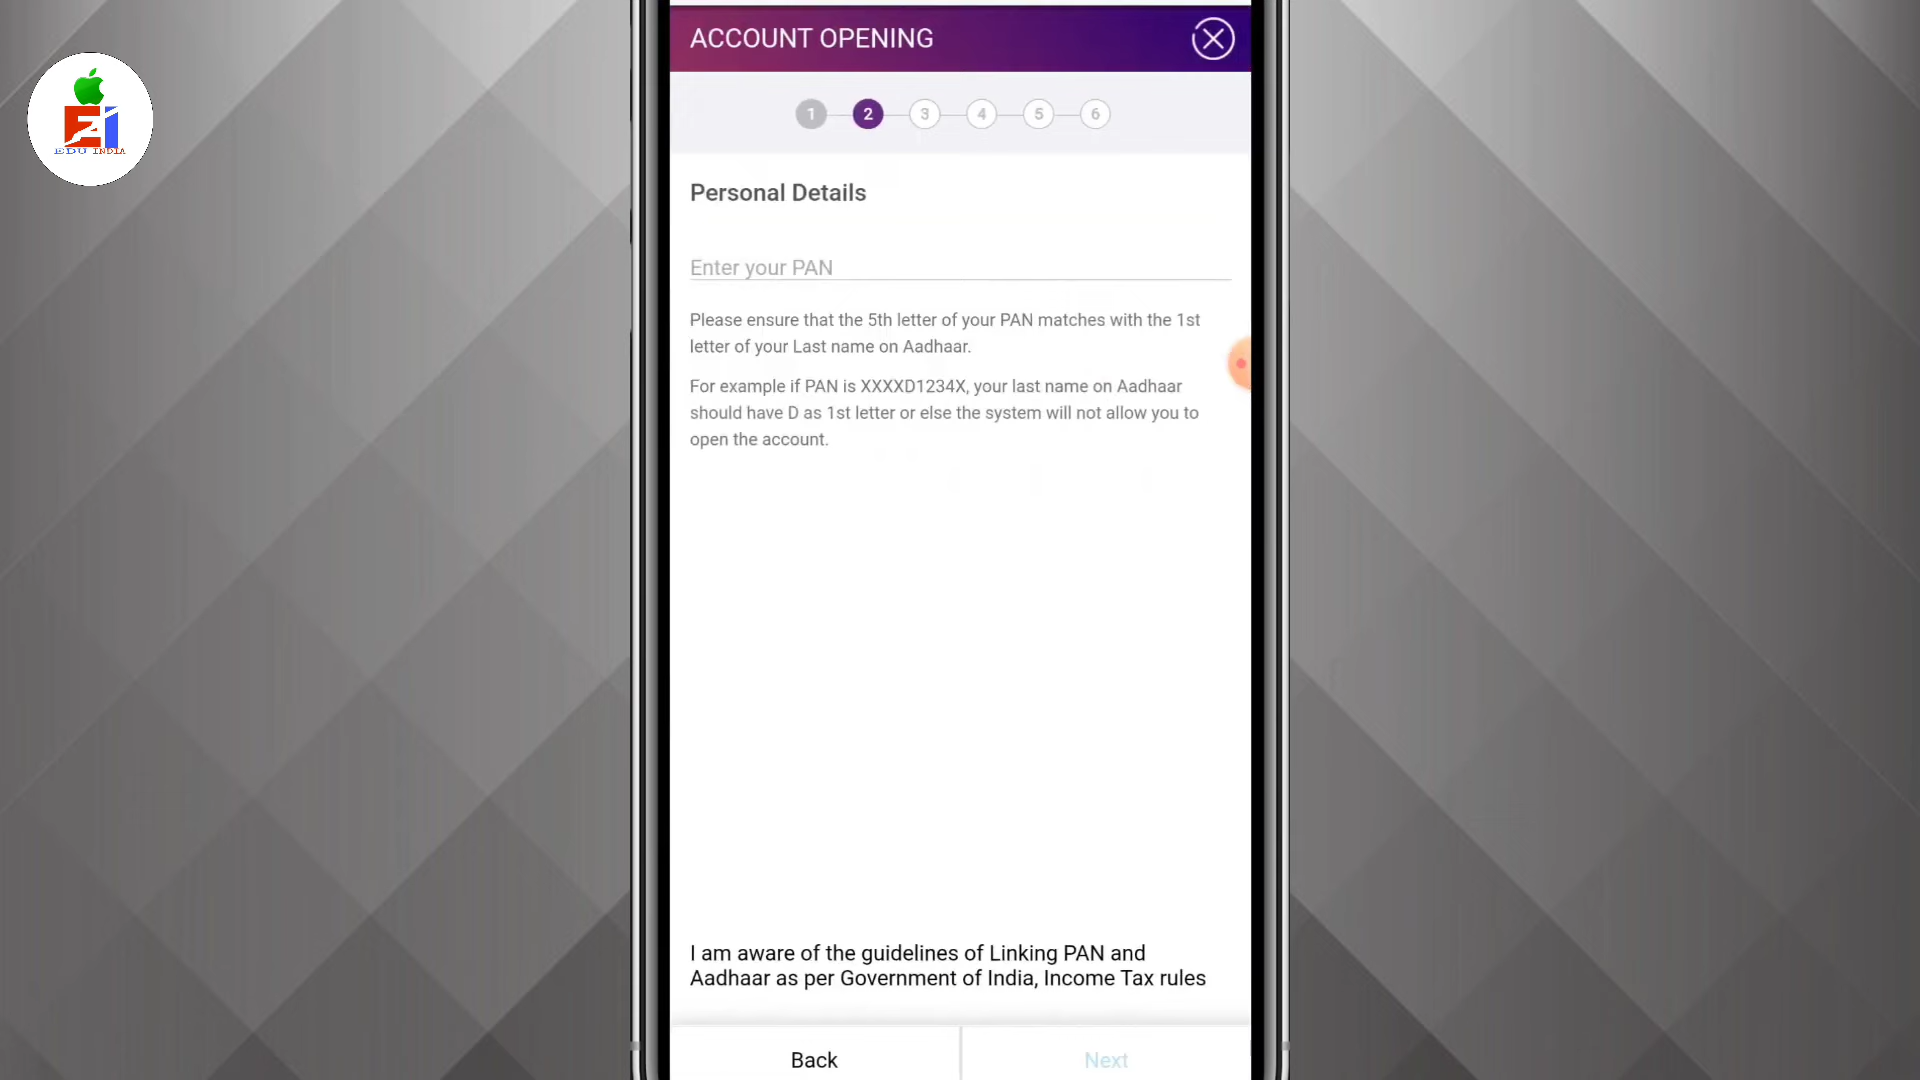 ACCOUNT OPENING
1 2 3 4 5 6
EDU INDIA
Personal Details
Enter your PAN
Please ensure that the 5th letter of your PAN matches with the 1st
letter of your Last name on Aadhaar.
For example if PAN is XXXXD1234X, your last name on Aadhaar
should have D as 1st letter or else the system will not allow you to
open the account.
I am aware of the guidelines of Linking PAN and
Aadhaar as per Government of India, Income Tax rules
Back Next